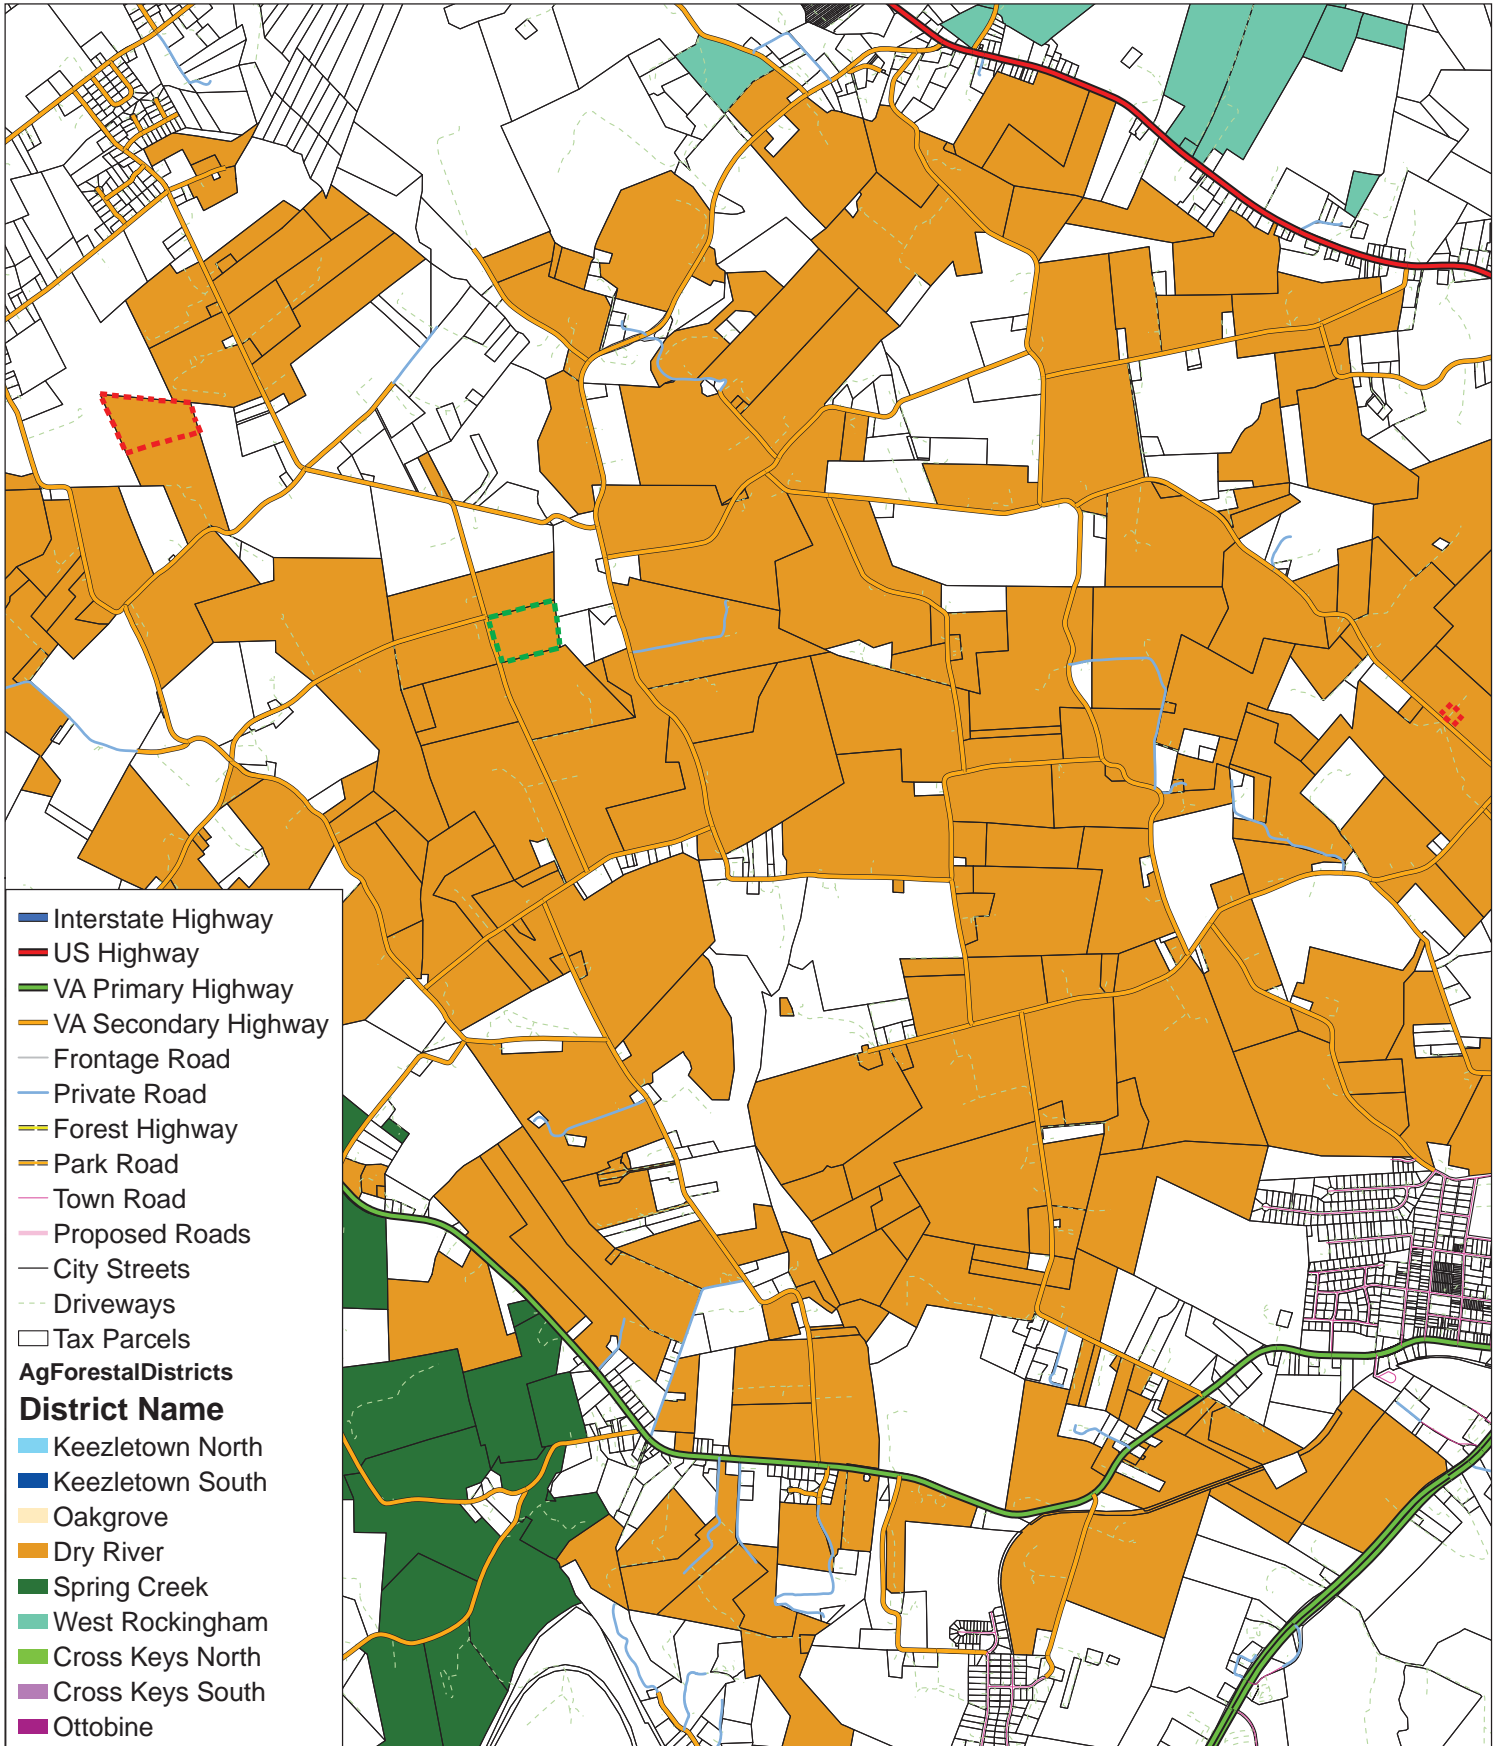 Interstate Highway
US Highway
VA Primary Highway
VA Secondary Highway
Frontage Road
Private Road
Forest Highway
Park Road
Town Road
Proposed Roads
City Streets
Driveways
Tax Parcels
AgForestalDistricts
District Name
Keezletown North
Keezletown South
Oakgrove
Dry River
Spring Creek
West Rockingham
Cross Keys North
Cross Keys South
Ottobine